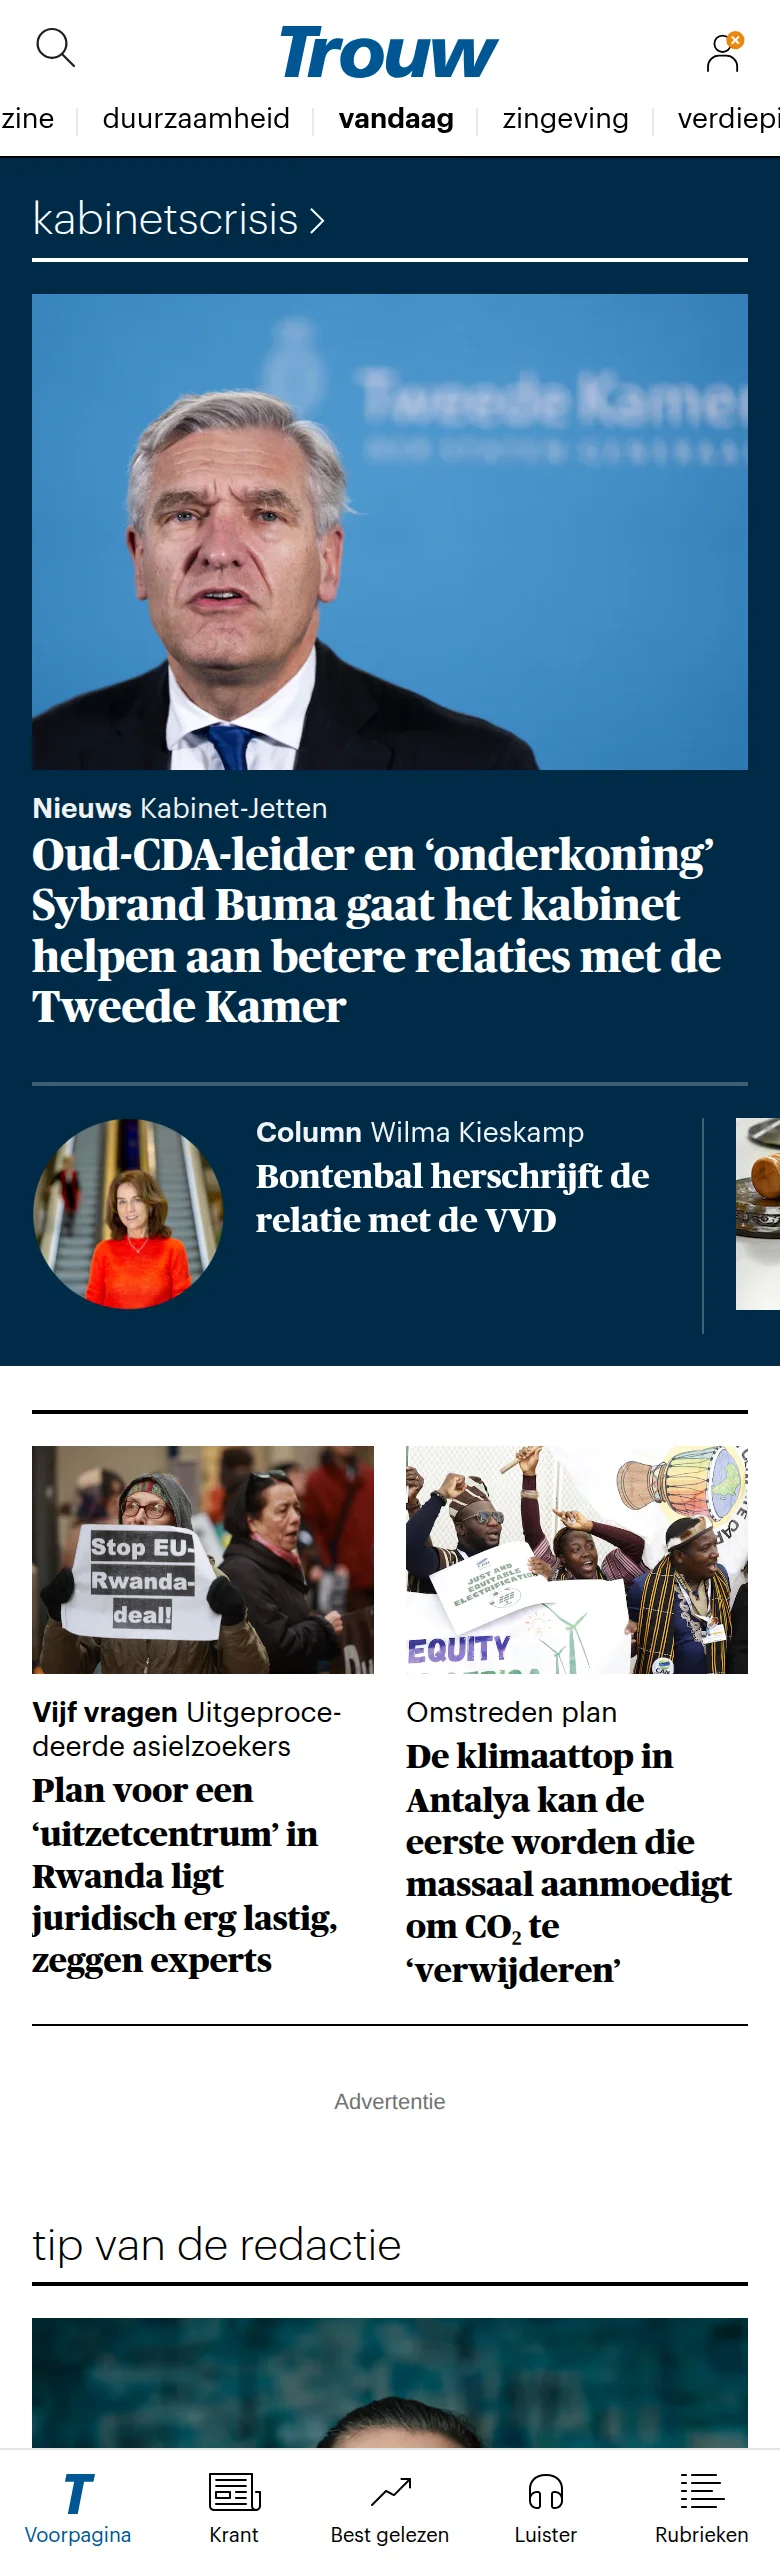 Trouw
zine duurzaamheid vandaag zingeving verdiepi
kabinetscrisis >
Tweede Kamer
Nieuws Kabinet-Jetten
Oud-CDA-leider en ‘onderkoning’
Sybrand Buma gaat het kabinet
helpen aan betere relaties met de
Tweede Kamer
Column Wilma Kieskamp
Bontenbal herschrijft de
relatie met de VVD
Stop EU-
Rwanda-
deal!
JUST AND
EQUITABLE
ELECTRIFICATION
EQUITY
Vijf vragen Uitgeproce-
deerde asielzoekers
Plan voor een
‘uitzetcentrum’ in
Rwanda ligt
juridisch erg lastig,
zeggen experts
Omstreden plan
De klimaattop in
Antalya kan de
eerste worden die
massaal aanmoedigt
om CO₂ te
‘verwijderen’
Advertentie
tip van de redactie
T
Voorpagina Krant Best gelezen Luister Rubrieken